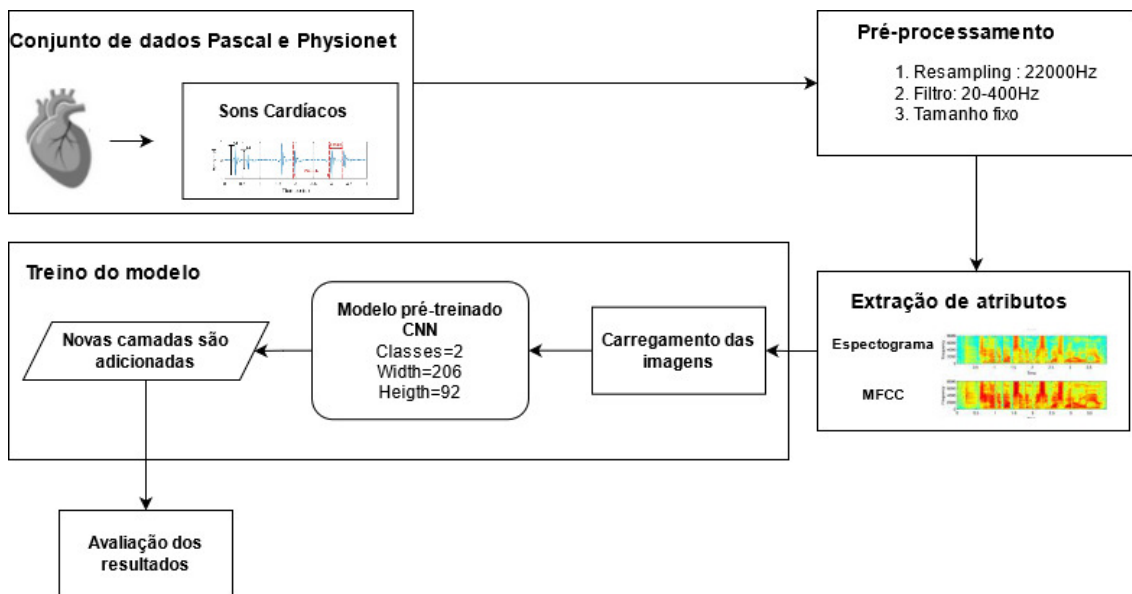 Conjunto de dados Pascal e Physionet
Sons Cardíacos
Pré-processamento
1. Resampling : 22000Hz
2. Filtro: 20-400Hz
3. Tamanho fixo
Extração de atributos
Espectograma
MFCC
Treino do modelo
Carregamento das
imagens
Modelo pré-treinado
CNN
Classes=2
Width=206
Heigth=92
Novas camadas são
adicionadas
Avaliação dos
resultados